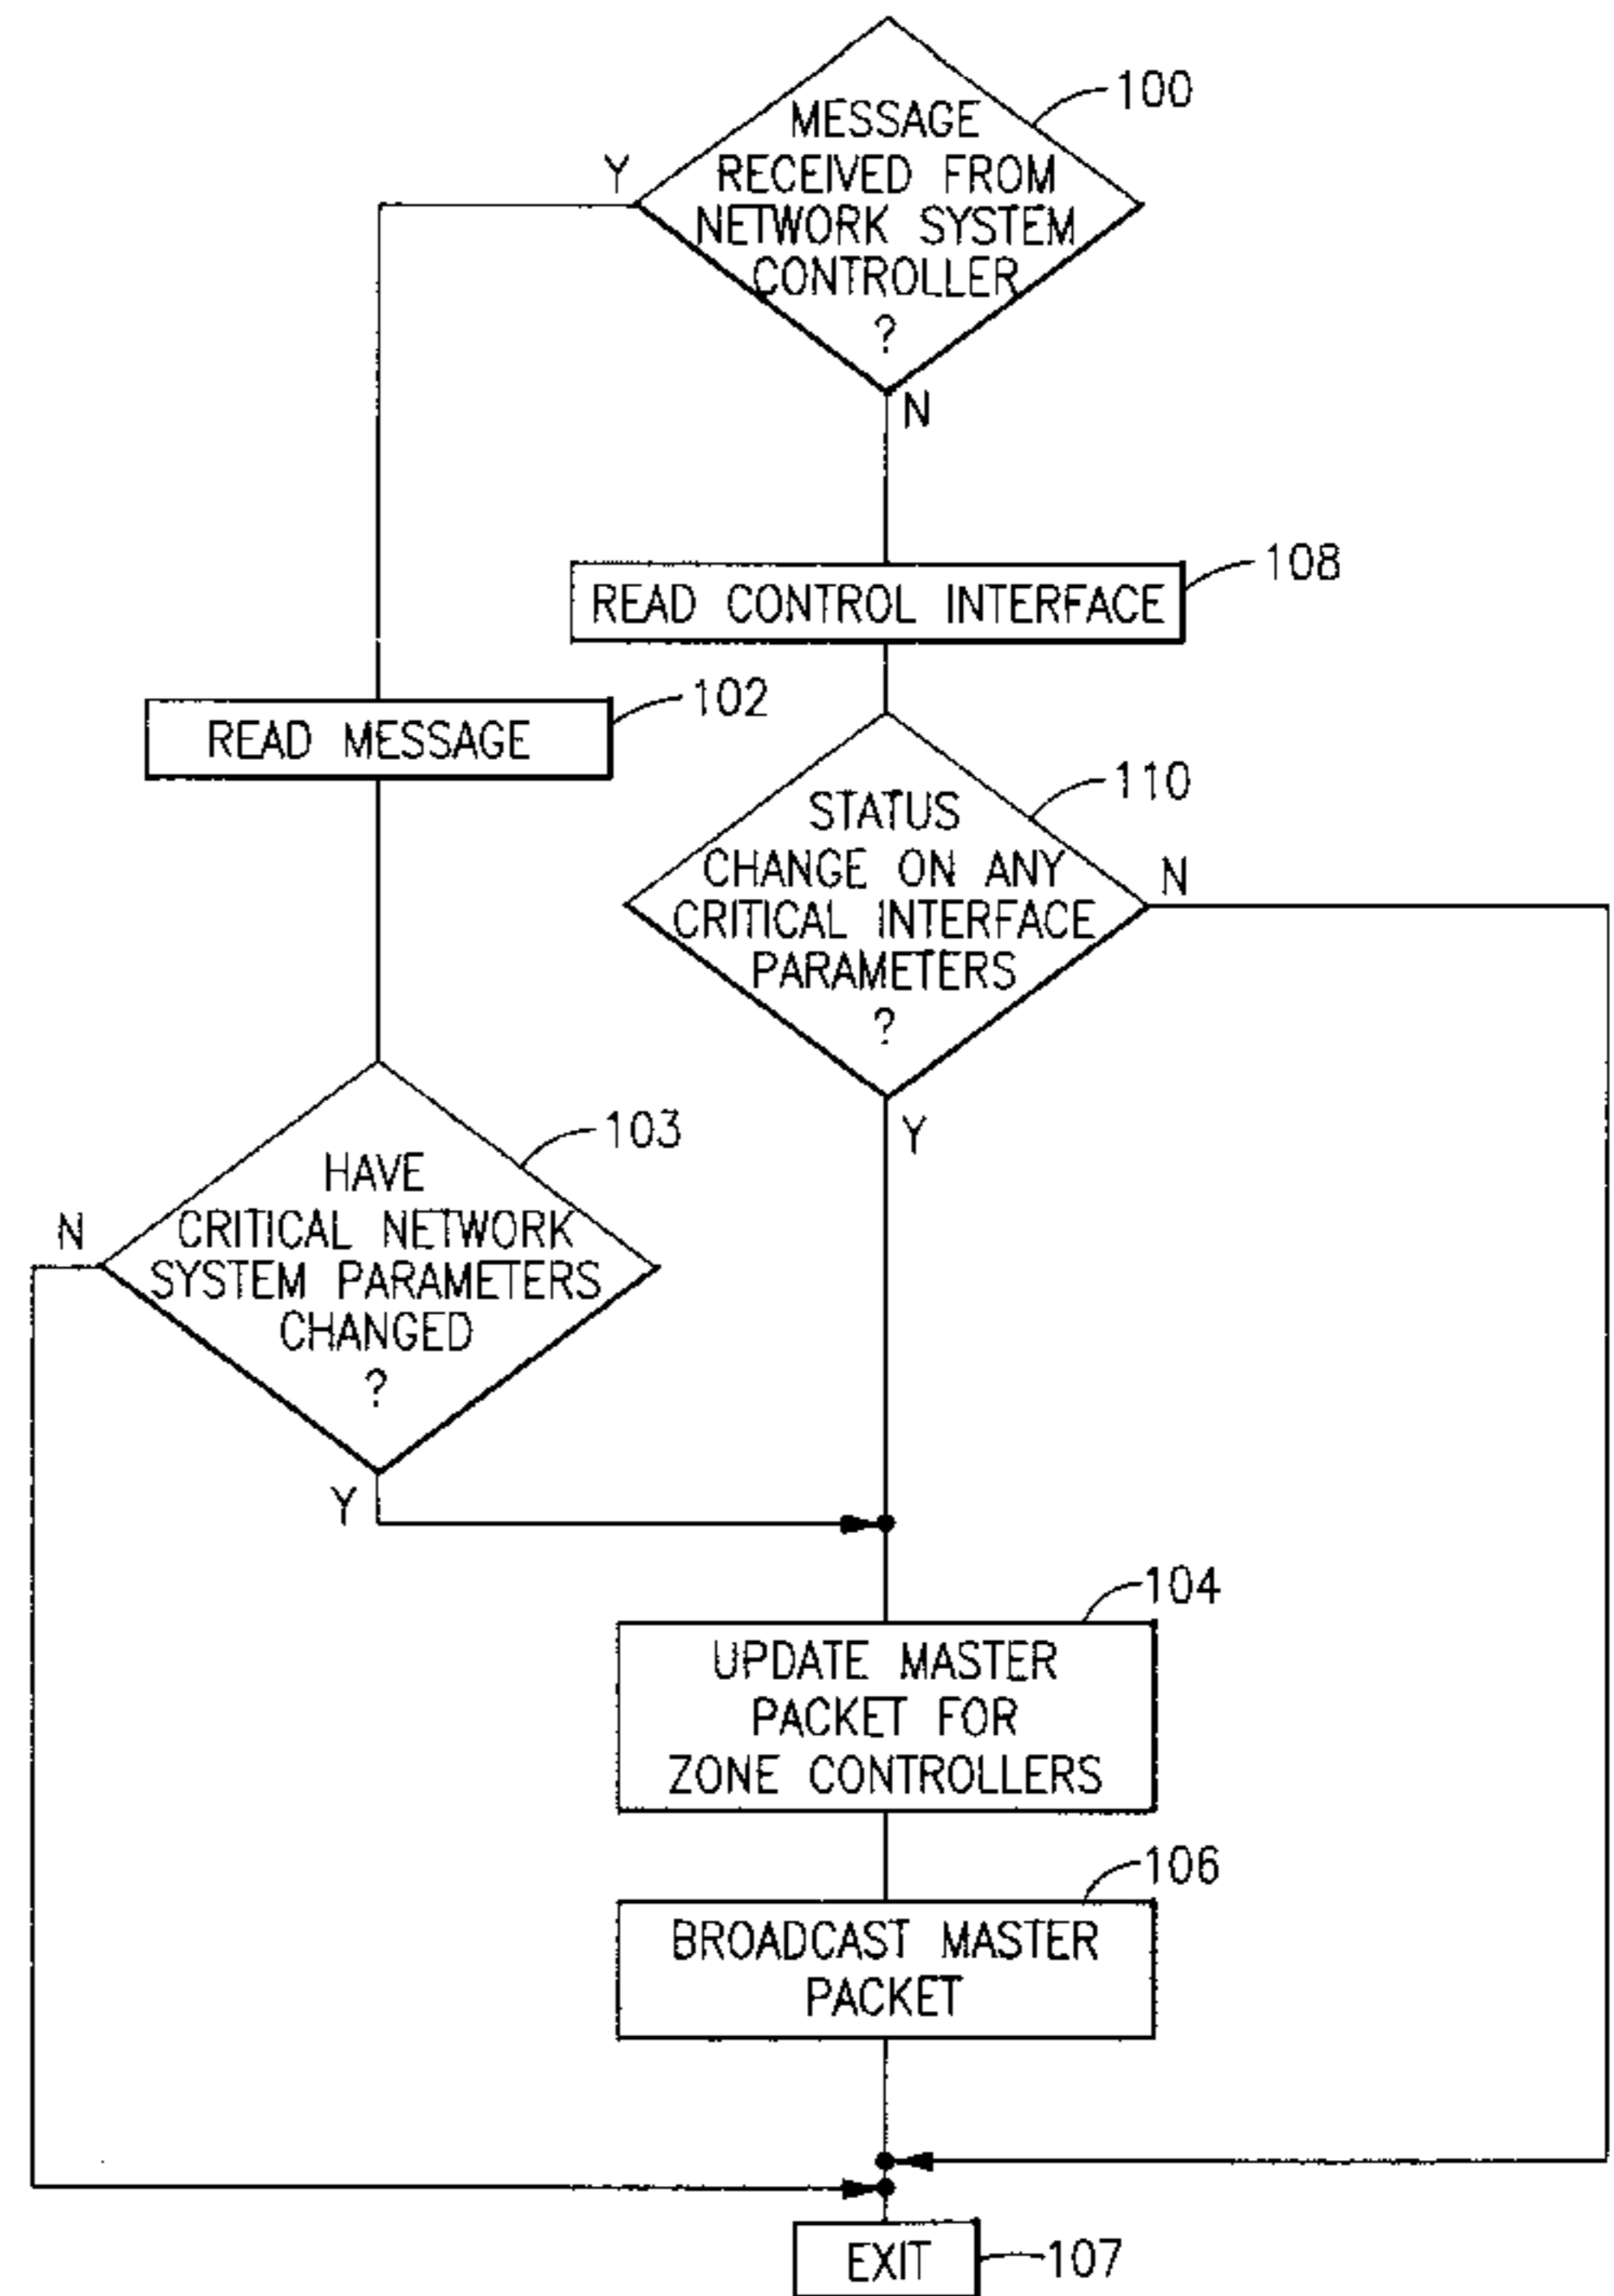 MESSAGE
RECEIVED FROM
NETWORK SYSTEM
CONTROLLER
?
100
Y
N
READ CONTROL INTERFACE
108
READ MESSAGE
102
STATUS
CHANGE ON ANY
CRITICAL INTERFACE
PARAMETERS
?
110
N
Y
HAVE
CRITICAL NETWORK
SYSTEM PARAMETERS
CHANGED
?
103
N
Y
UPDATE MASTER
PACKET FOR
ZONE CONTROLLERS
104
BROADCAST MASTER
PACKET
106
EXIT
107